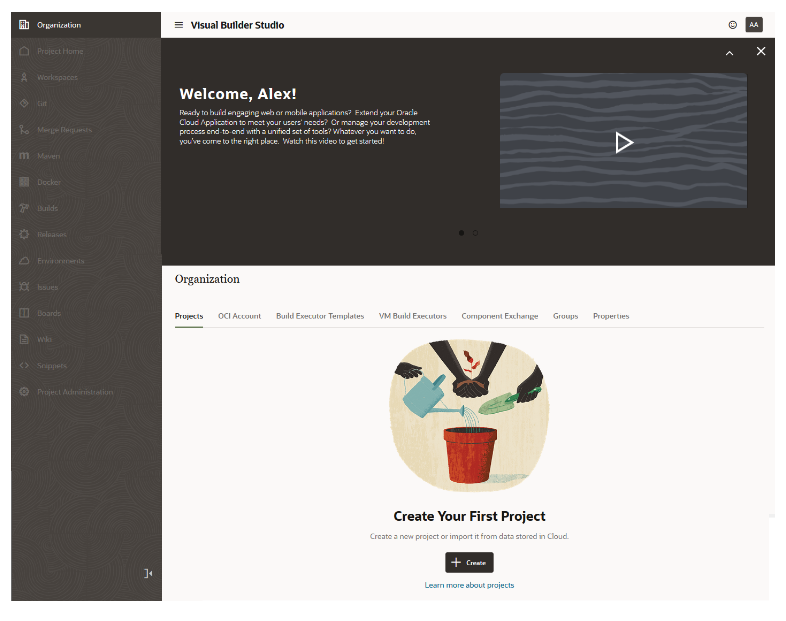 Organization
Project Home
Workspaces
Git
Merge Requests
Maven
Docker
Builds
Releases
Environments
Issues
Boards
Wiki
Snippets
Project Administration
Visual Builder Studio
AA
Welcome, Alex!
Ready to build engaging web or mobile applications? Extend your Oracle
Cloud Application to meet your users' needs? Or manage your development
process end-to-end with a unified set of tools? Whatever you want to do,
you've come to the right place. Watch this video to get started!
Organization
Projects OCI Account Build Executor Templates VM Build Executors Component Exchange Groups Properties
Create Your First Project
Create a new project or import it from data stored in Cloud.
Create
Learn more about projects